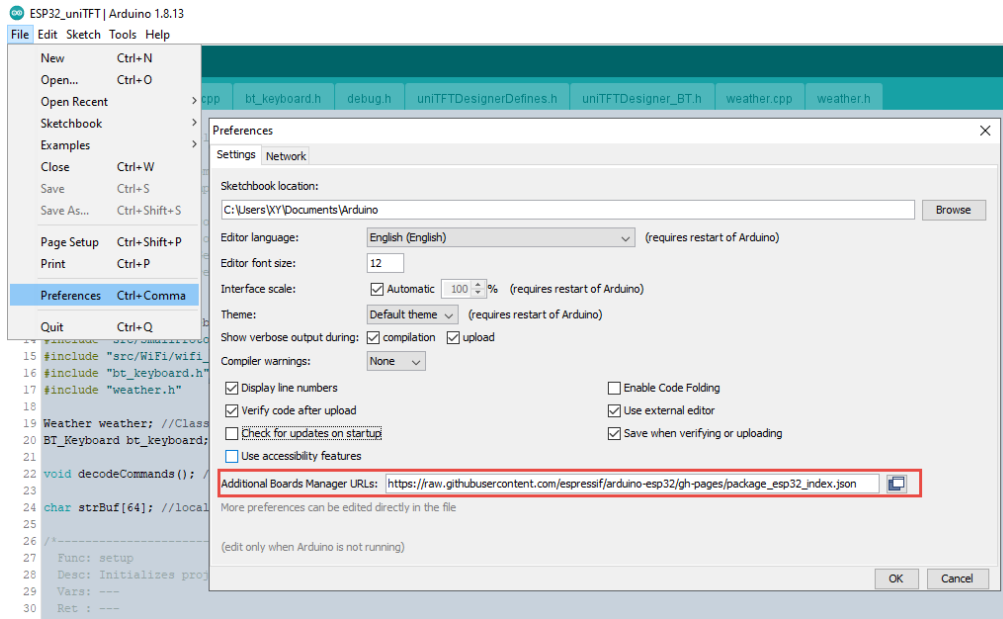 ESP32_uniTFT | Arduino 1.8.13
File Edit Sketch Tools Help
New Ctrl+N
Open... Ctrl+O
Open Recent
Sketchbook
Examples
Close Ctrl+W
Save Ctrl+S
Save As... Ctrl+Shift+S
Page Setup Ctrl+Shift+P
Print Ctrl+P
Preferences Ctrl+Comma
Quit Ctrl+Q
cpp bt_keyboard.h debug.h uniTFTDesignerDefines.h uniTFTDesigner_BT.h weather.cpp weather.h
Preferences
Settings Network
Sketchbook location:
C:\Users\XY\Documents\Arduino Browse
Editor language: English (English) (requires restart of Arduino)
Editor font size: 12
Interface scale: Automatic 100 % (requires restart of Arduino)
Theme: Default theme (requires restart of Arduino)
Show verbose output during: compilation upload
Compiler warnings: None
Display line numbers Enable Code Folding
Verify code after upload Use external editor
Check for updates on startup Save when verifying or uploading
Use accessibility features
Additional Boards Manager URLs: https://raw.githubusercontent.com/espressif/arduino-esp32/gh-pages/package_esp32_index.json
More preferences can be edited directly in the file
(edit only when Arduino is not running)
OK Cancel
15 #include "src/WiFi/wifi_
16 #include "bt_keyboard.h"
17 #include "weather.h"
18
19 Weather weather; //Class
20 BT_Keyboard bt_keyboard;
21
22 void decodeCommands(); /
23
24 char strBuf[64]; //local
25
26 /*----------------------
27 Func: setup
28 Desc: Initializes proj
29 Vars: ---
30 Ret : ---